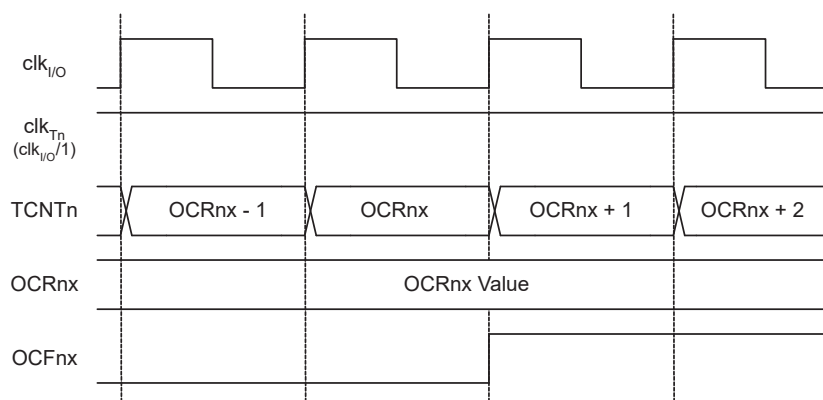 clkI/O
clkTn
(clkI/O/1)
TCNTn OCRnx - 1 OCRnx OCRnx + 1 OCRnx + 2
OCRnx OCRnx Value
OCFnx